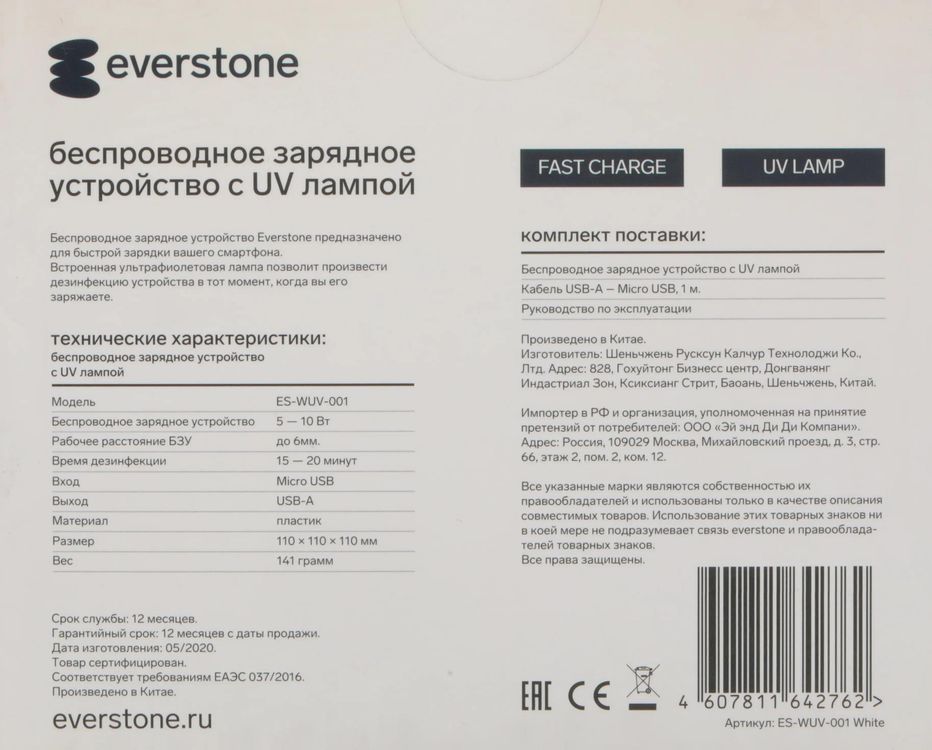 everstone
беспроводное зарядное
устройство с UV лампой
Беспроводное зарядное устройство Everstone предназначено
для быстрой зарядки вашего смартфона.
Встроенная ультрафиолетовая лампа позволит произвести
дезинфекцию устройства в тот момент, когда вы его
заряжаете.
технические характеристики:
беспроводное зарядное устройство
с UV лампой
Модель ES-WUV-001
Беспроводное зарядное устройство 5 — 10 Вт
Рабочее расстояние БЗУ до 6мм.
Время дезинфекции 15 — 20 минут
Вход Micro USB
Выход USB-A
Материал пластик
Размер 110 × 110 × 110 мм
Вес 141 грамм
Срок службы: 12 месяцев.
Гарантийный срок: 12 месяцев с даты продажи.
Дата изготовления: 05/2020.
Товар сертифицирован.
Соответствует требованиям ЕАЭС 037/2016.
Произведено в Китае.
everstone.ru
FAST CHARGE
UV LAMP
комплект поставки:
Беспроводное зарядное устройство с UV лампой
Кабель USB-A — Micro USB, 1 м.
Руководство по эксплуатации
Произведено в Китае.
Изготовитель: Шеньчжень Русксун Калчур Технолоджи Ко.,
Лтд. Адрес: 828, Гохуйтонг Бизнесс центр, Донгванянг
Индастриал Зон, Ксиксианг Стрит, Баоань, Шеньчжень, Китай.
Импортер в РФ и организация, уполномоченная на принятие
претензий от потребителей: ООО «Эй энд Ди Ди Компани».
Адрес: Россия, 109029 Москва, Михайловский проезд, д. 3, стр.
66, этаж 2, пом. 2, ком. 12.
Все указанные марки являются собственностью их
правообладателей и использованы только в качестве описания
совместимых товаров. Использование этих товарных знаков ни
в коей мере не подразумевает связь everstone и правооблада-
телей товарных знаков.
Все права защищены.
EAC CE
4 607811 642762 >
Артикул: ES-WUV-001 White